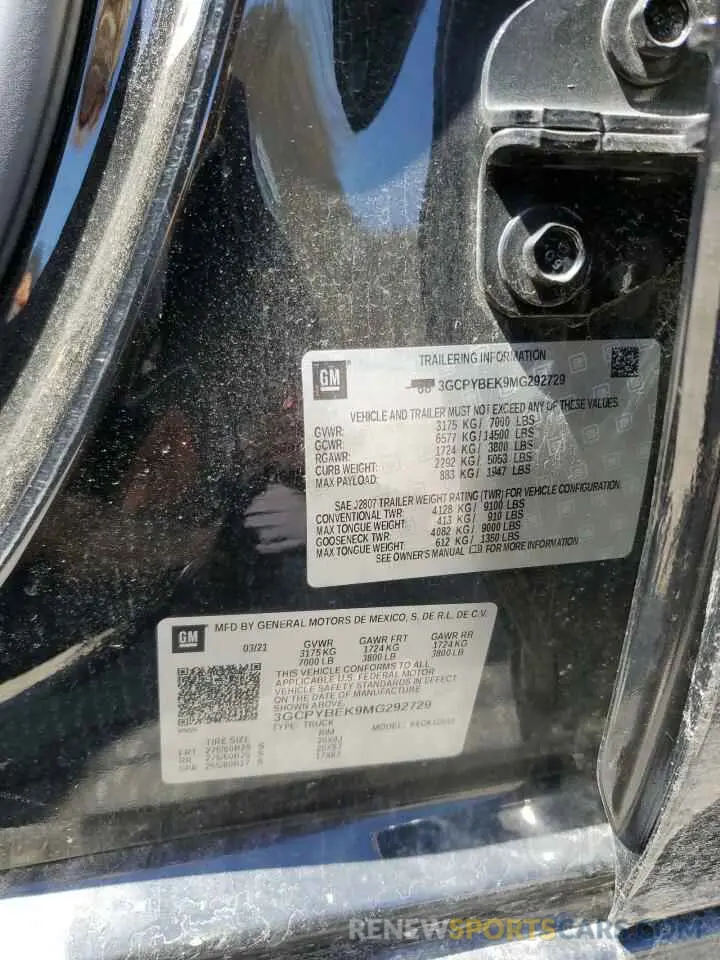 GM
TRAILERING INFORMATION
3GCPYBEK9MG292729
VEHICLE AND TRAILER MUST NOT EXCEED ANY OF THESE VALUES
GVWR: 3175 KG / 7000 LBS
GCWR: 6577 KG / 14500 LBS
RGAWR: 1724 KG / 3800 LBS
CURB WEIGHT: 2292 KG / 5053 LBS
MAX PAYLOAD: 883 KG / 1947 LBS
SAE J2807 TRAILER WEIGHT RATING (TWR) FOR VEHICLE CONFIGURATION.
CONVENTIONAL TWR: 4128 KG / 9100 LBS
MAX TONGUE WEIGHT: 413 KG / 910 LBS
GOOSENECK TWR: 4082 KG / 9000 LBS
MAX TONGUE WEIGHT: 612 KG / 1350 LBS
SEE OWNER'S MANUAL FOR MORE INFORMATION
GM
MFD BY GENERAL MOTORS DE MEXICO, S. DE R.L. DE C.V.
03/21 GVWR GAWR FRT GAWR RR
3175 KG 1724 KG 1724 KG
7000 LB 3800 LB 3800 LB
THIS VEHICLE CONFORMS TO ALL
APPLICABLE U.S. FEDERAL MOTOR
VEHICLE SAFETY STANDARDS IN EFFECT
ON THE DATE OF MANUFACTURE
SHOWN ABOVE.
3GCPYBEK9MG292729
TYPE: TRUCK MODEL:
TIRE SIZE RIM
FRT
RR
SPA
RENEWSPORTSCARS.COM